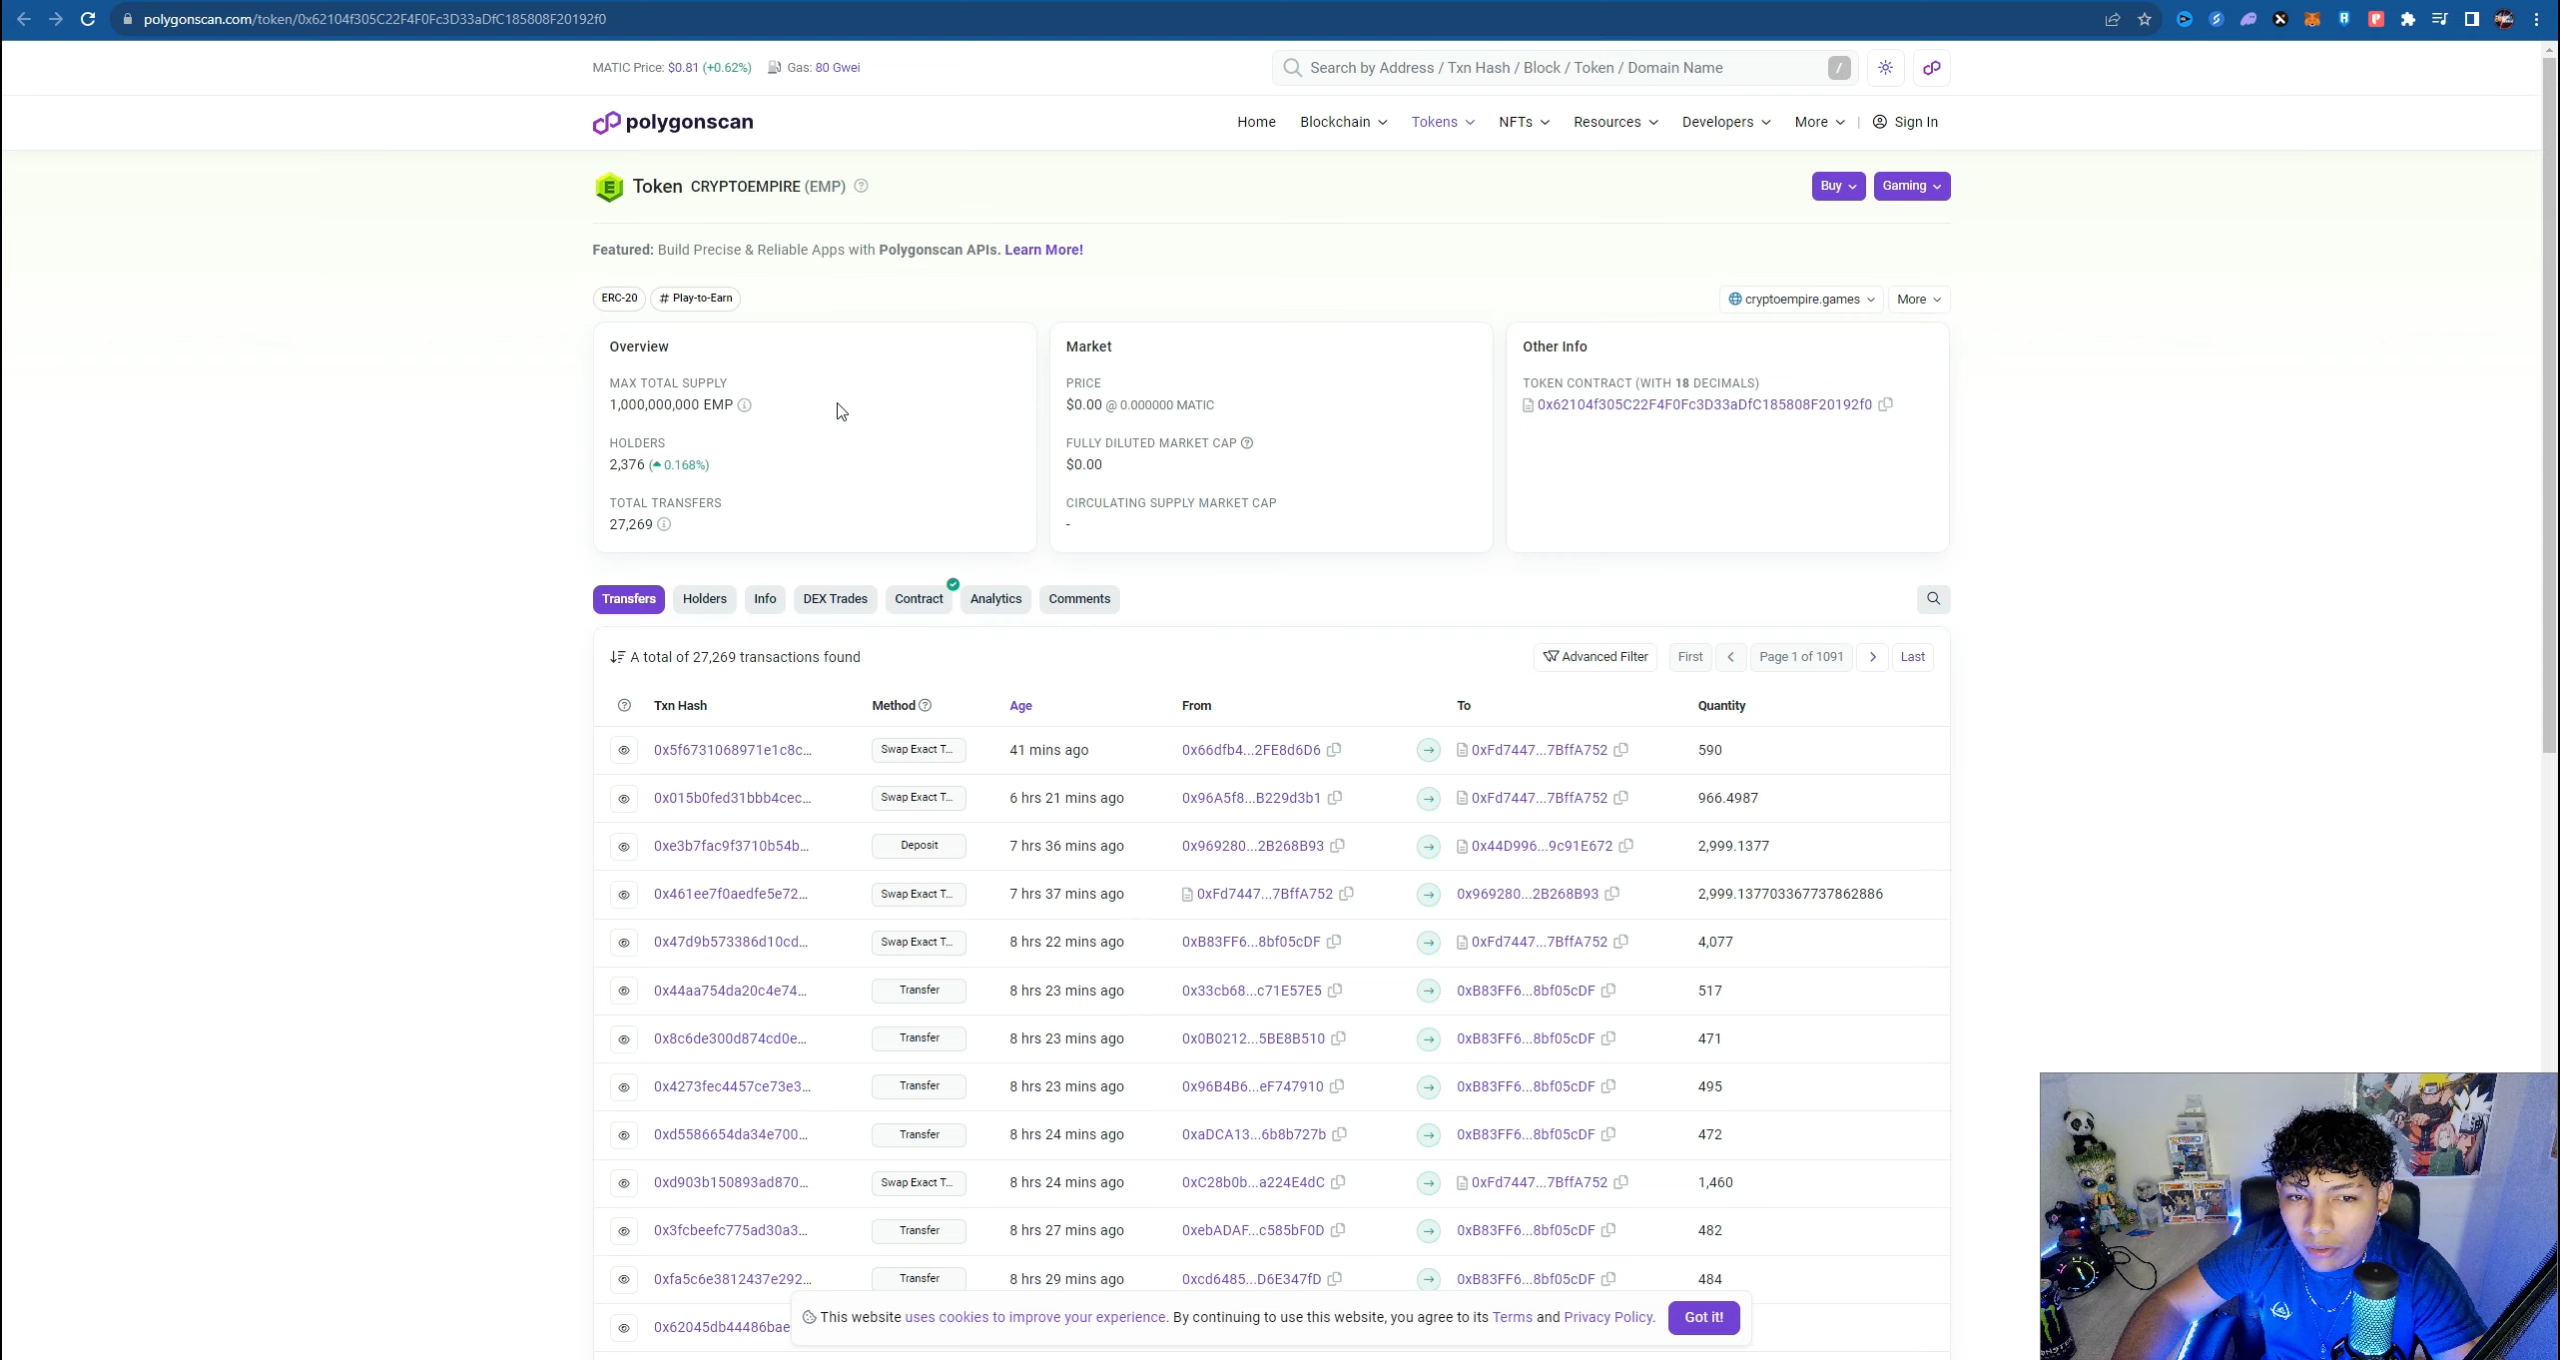 polygonscan.com/token/0x62104f305C22F4F0Fc3D33aDfC185808F20192f0
MATIC Price: $0.81 (+0.62%) Gas: 80 Gwei
Search by Address / Txn Hash / Block / Token / Domain Name /
polygonscan
Home Blockchain Tokens NFTs Resources Developers More | Sign In
Token CRYPTOEMPIRE (EMP)
Buy Gaming
Featured: Build Precise & Reliable Apps with Polygonscan APIs. Learn More!
ERC-20 # Play-to-Earn
cryptoempire.games More
Overview
MAX TOTAL SUPPLY
1,000,000,000 EMP
HOLDERS
2,376 (0.168%)
TOTAL TRANSFERS
27,269
Market
PRICE
$0.00 @ 0.000000 MATIC
FULLY DILUTED MARKET CAP
$0.00
CIRCULATING SUPPLY MARKET CAP
-
Other Info
TOKEN CONTRACT (WITH 18 DECIMALS)
0x62104f305C22F4F0Fc3D33aDfC185808F20192f0
Transfers Holders Info DEX Trades Contract Analytics Comments
A total of 27,269 transactions found
Advanced Filter First Page 1 of 1091 Last
Txn Hash Method Age From To Quantity
0x5f6731068971e1c8c... Swap Exact T... 41 mins ago 0x66dfb4...2FE8d6D6 0xFd7447...7BffA752 590
0x015b0fed31bbb4cec... Swap Exact T... 6 hrs 21 mins ago 0x96A5f8...B229d3b1 0xFd7447...7BffA752 966.4987
0xe3b7fac9f3710b54b... Deposit 7 hrs 36 mins ago 0x969280...2B268B93 0x44D996...9c91E672 2,999.1377
0x461ee7f0aedfe5e72... Swap Exact T... 7 hrs 37 mins ago 0xFd7447...7BffA752 0x969280...2B268B93 2,999.137703367737862886
0x47d9b573386d10cd... Swap Exact T... 8 hrs 22 mins ago 0xB83FF6...8bf05cDF 0xFd7447...7BffA752 4,077
0x44aa754da20c4e74... Transfer 8 hrs 23 mins ago 0x33cb68...c71E57E5 0xB83FF6...8bf05cDF 517
0x8c6de300d874cd0e... Transfer 8 hrs 23 mins ago 0x0B0212...5BE8B510 0xB83FF6...8bf05cDF 471
0x4273fec4457ce73e3... Transfer 8 hrs 23 mins ago 0x96B4B6...eF747910 0xB83FF6...8bf05cDF 495
0xd5586654da34e700... Transfer 8 hrs 24 mins ago 0xaDCA13...6b8b727b 0xB83FF6...8bf05cDF 472
0xd903b150893ad870... Swap Exact T... 8 hrs 24 mins ago 0xC28b0b...a224E4dC 0xFd7447...7BffA752 1,460
0x3fcbeefc775ad30a3... Transfer 8 hrs 27 mins ago 0xebADAF...c585bF0D 0xB83FF6...8bf05cDF 482
0xfa5c6e3812437e292... Transfer 8 hrs 29 mins ago 0xcd6485...D6E347fD 0xB83FF6...8bf05cDF 484
0x62045db44486bae
This website uses cookies to improve your experience. By continuing to use this website, you agree to its Terms and Privacy Policy. Got it!